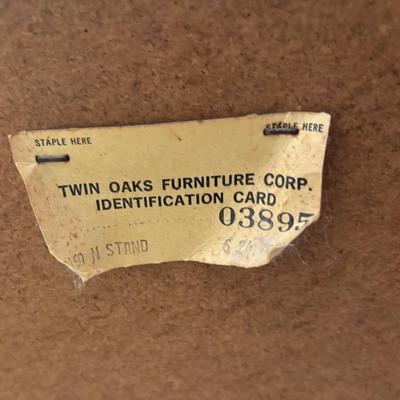 STAPLE HERE STAPLE HERE
TWIN OAKS FURNITURE CORP.
IDENTIFICATION CARD
03895
N STAND